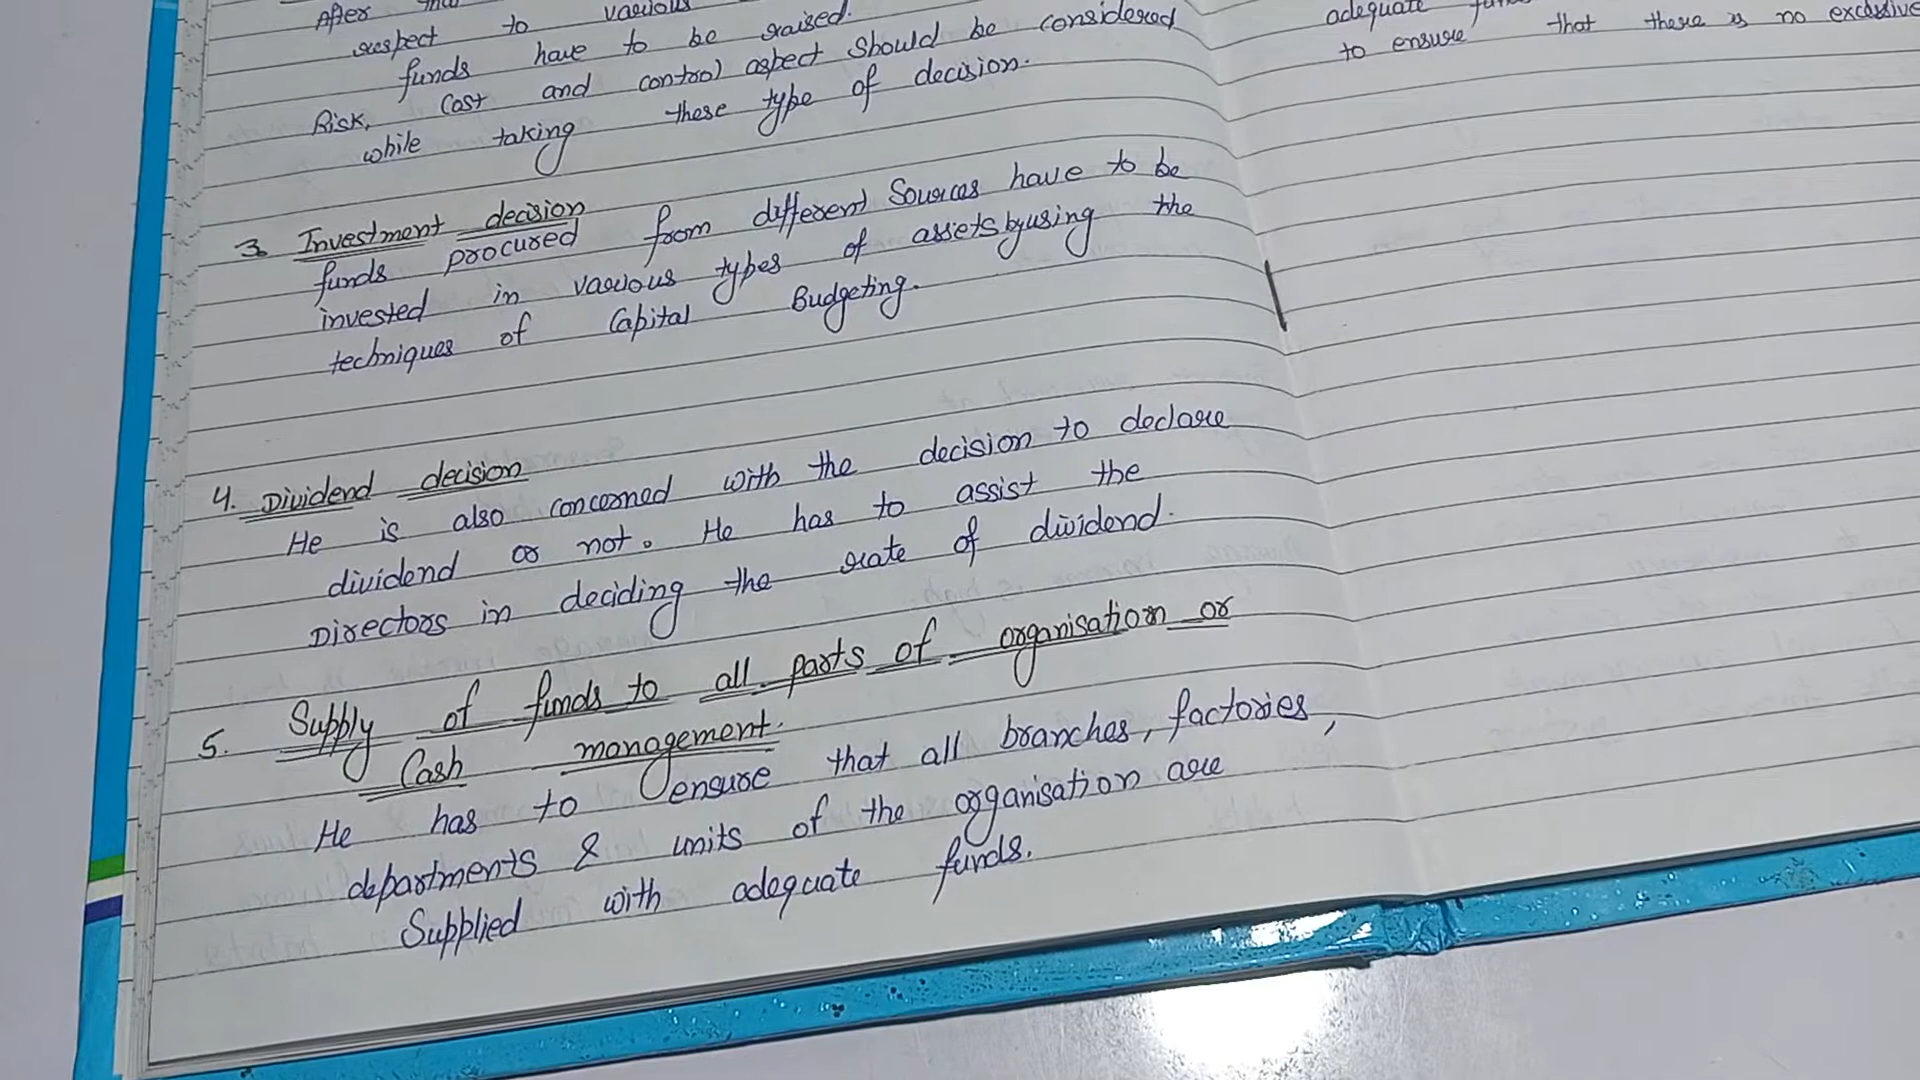 After
respect to various
funds have to be raised.
Risk, Cost and control aspect should be considered
while taking these type of decision.
3. Investment decision
funds procured from different Sources have to be
invested in various types of assets by using the
techniques of Capital Budgeting.
4. Dividend decision
He is also concerned with the decision to declare
dividend or not. He has to assist the
Directors in deciding the rate of dividend.
5. Supply of funds to all parts of organisation or
Cash management.
He has to ensure that all branches, factories,
departments & units of the organisation are
Supplied with adequate funds.
adequate
to ensure that there is no excessive